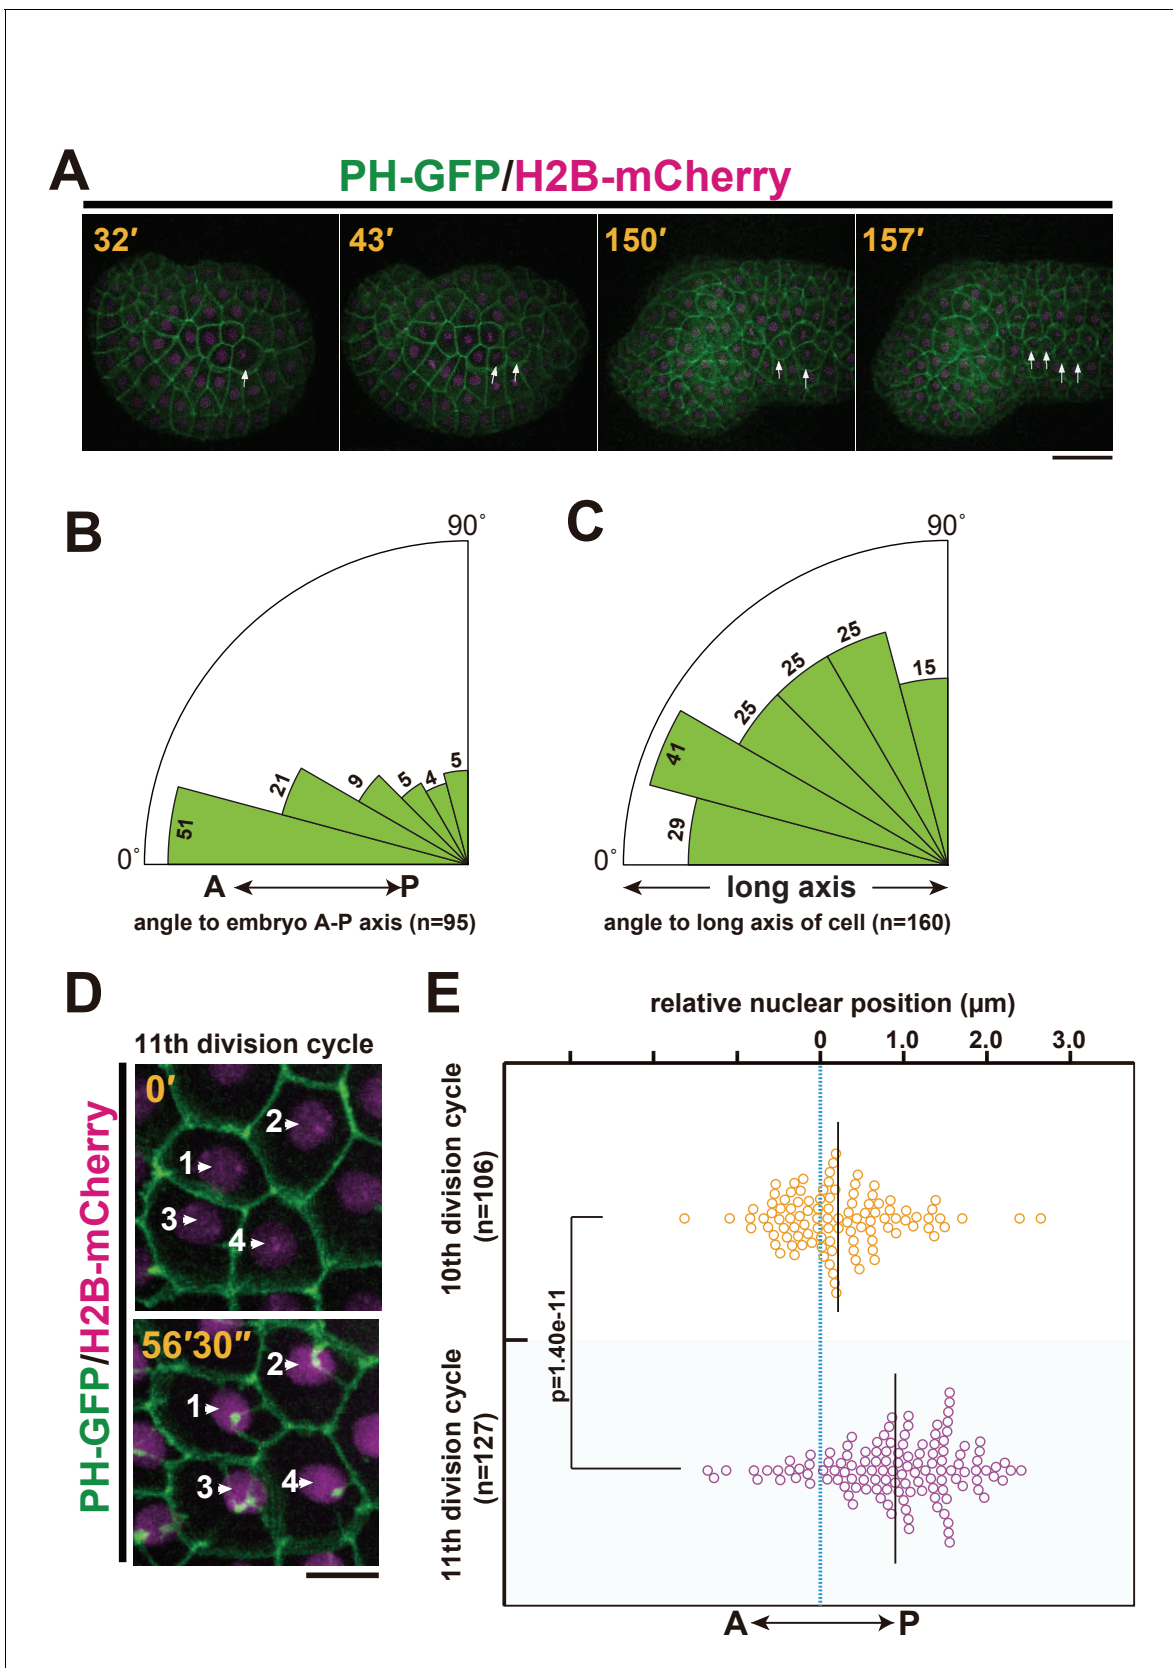 A
PH-GFP/H2B-mCherry
32′
43′
150′
157′
B
90°
51
21
9
5
4
5
0°
A P
angle to embryo A-P axis (n=95)
C
90°
29
41
25
25
25
15
0°
long axis
angle to long axis of cell (n=160)
D
11th division cycle
PH-GFP/H2B-mCherry
0′
2
1
3
4
56′30″
2
1
3
4
E
relative nuclear position (µm)
0 1.0 2.0 3.0
10th division cycle
(n=106)
p=1.40e-11
11th division cycle
(n=127)
A P